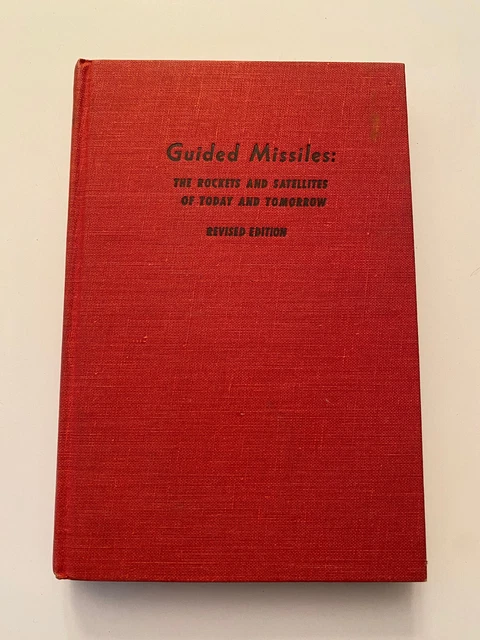 Guided Missiles:
THE ROCKETS AND SATELLITES
OF TODAY AND TOMORROW
REVISED EDITION